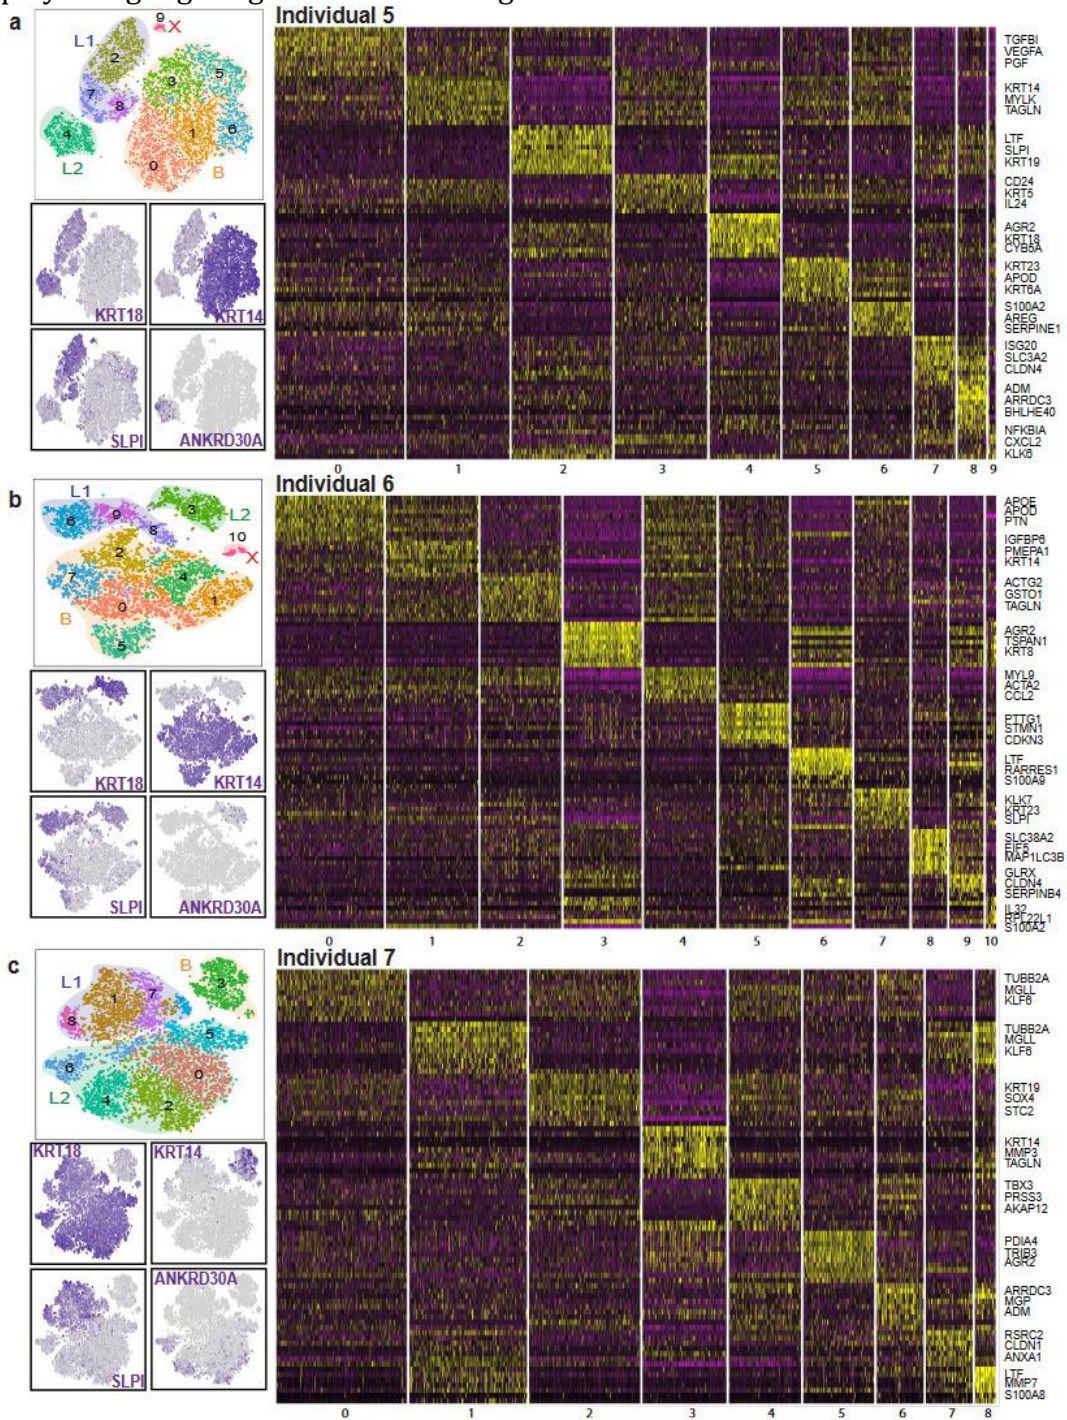 a
Individual 5
9
X
L1
2
3
5
7
8
4
1
6
L2
0
B
KRT18
KRT14
SLPI
ANKRD30A
TGFBI
VEGFA
PGF
KRT14
MYLK
TAGLN
LTF
SLPI
KRT19
CD24
KRT5
IL24
AGR2
KRT18
CYB5A
KRT23
APOD
KRT6A
S100A2
AREG
SERPINE1
ISG20
SLC3A2
CLDN4
ADM
ARRDC3
BHLHE40
NFKBIA
CXCL2
KLK6
0 1 2 3 4 5 6 7 8 9
b
Individual 6
L1
6
9
8
3
L2
10
X
2
7
4
0
1
B
5
KRT18
KRT14
SLPI
ANKRD30A
APOE
APOD
PTN
IGFBP6
PMEPA1
KRT14
ACTG2
GSTO1
TAGLN
AGR2
TSPAN1
KRT8
MYL9
ACTA2
CCL2
PTTG1
STMN1
CDKN3
LTF
RARRES1
S100A9
KLK7
KRT23
SLPI
SLC38A2
EIF5
MAP1LC3B
GLRX
CLDN4
SERPINB4
IL32
RPL22L1
S100A2
0 1 2 3 4 5 6 7 8 9 10
c
Individual 7
B
L1
3
1
7
8
5
6
0
L2
4
2
KRT18
KRT14
SLPI
ANKRD30A
TUBB2A
MGLL
KLF6
TUBB2A
MGLL
KLF6
KRT19
SOX4
STC2
KRT14
MMP3
TAGLN
TBX3
PRSS3
AKAP12
PDIA4
TRIB3
AGR2
ARRDC3
MGP
ADM
RSRC2
CLDN1
ANXA1
LTF
MMP7
S100A8
0 1 2 3 4 5 6 7 8